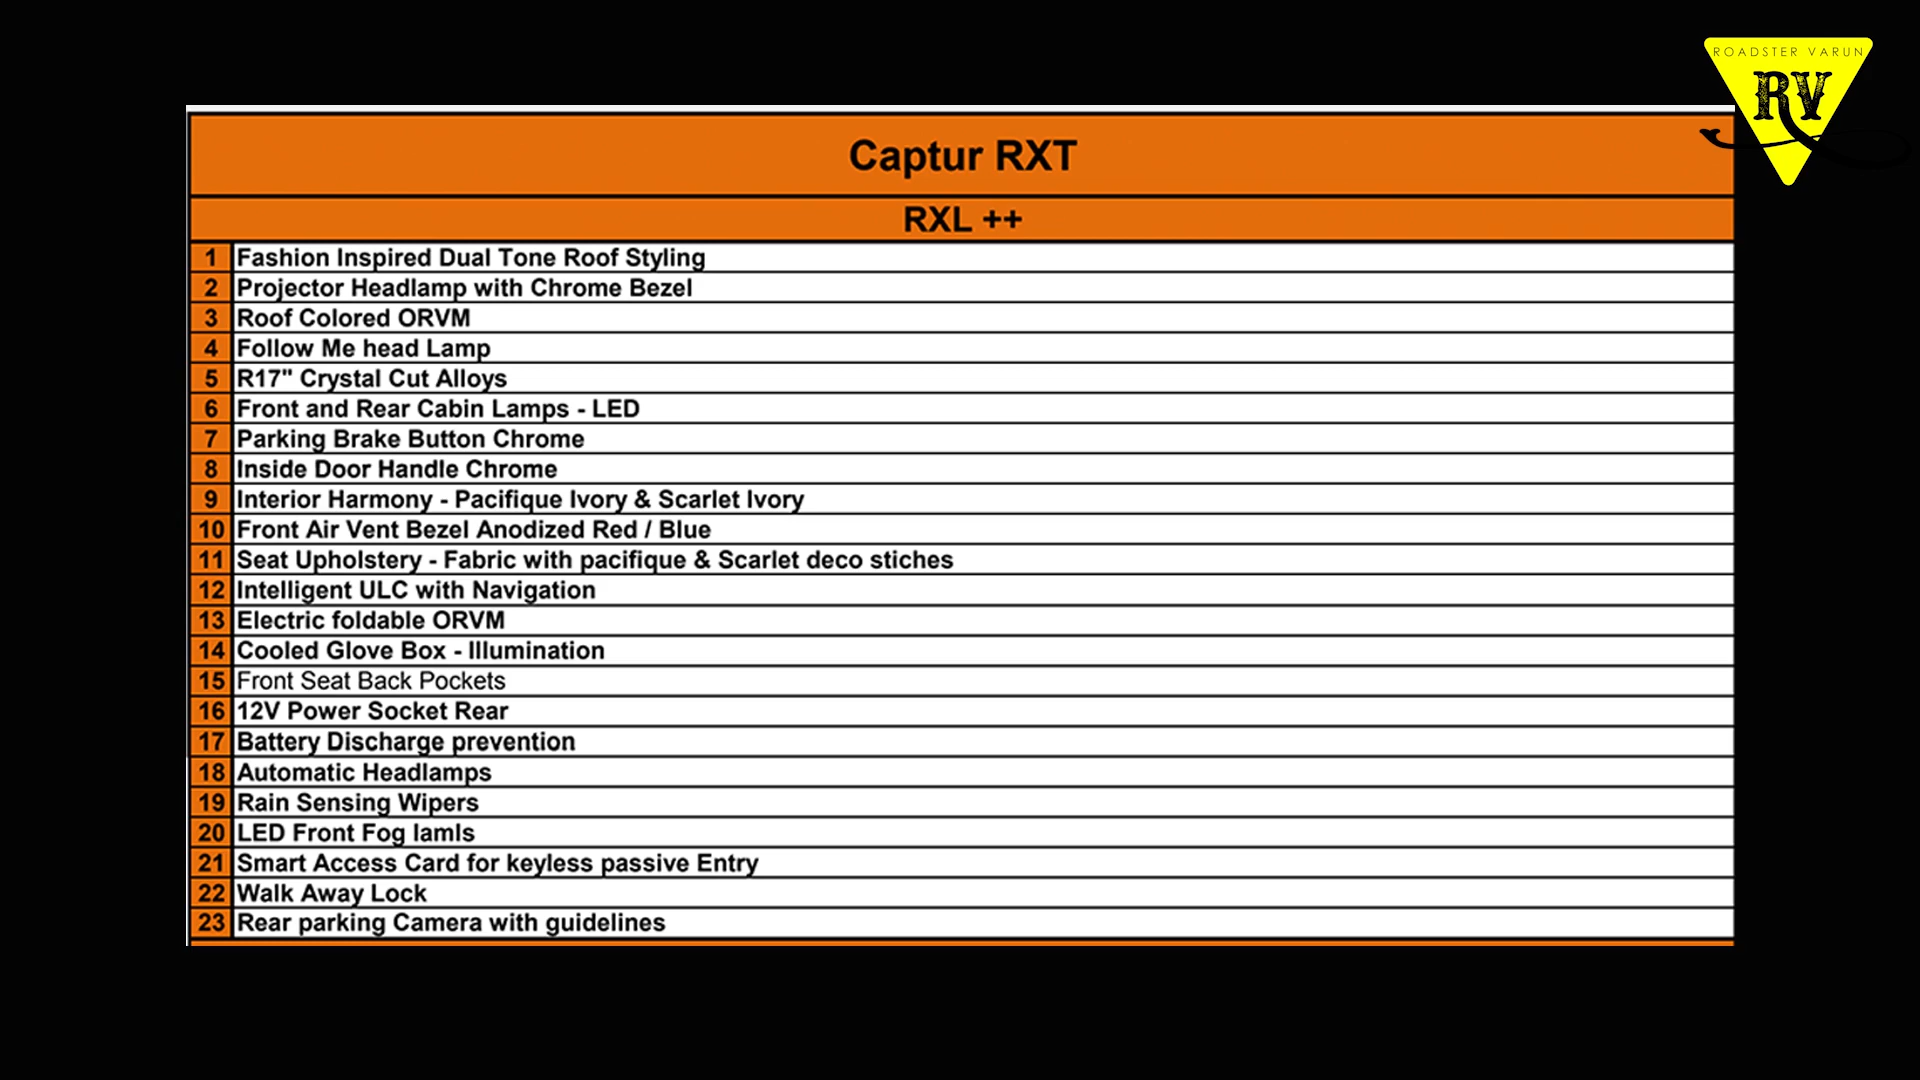 ROADSTER VARUN
RV
Captur RXT
RXL ++
1 Fashion Inspired Dual Tone Roof Styling
2 Projector Headlamp with Chrome Bezel
3 Roof Colored ORVM
4 Follow Me head Lamp
5 R17" Crystal Cut Alloys
6 Front and Rear Cabin Lamps - LED
7 Parking Brake Button Chrome
8 Inside Door Handle Chrome
9 Interior Harmony - Pacifique Ivory & Scarlet Ivory
10 Front Air Vent Bezel Anodized Red / Blue
11 Seat Upholstery - Fabric with pacifique & Scarlet deco stiches
12 Intelligent ULC with Navigation
13 Electric foldable ORVM
14 Cooled Glove Box - Illumination
15 Front Seat Back Pockets
16 12V Power Socket Rear
17 Battery Discharge prevention
18 Automatic Headlamps
19 Rain Sensing Wipers
20 LED Front Fog lamls
21 Smart Access Card for keyless passive Entry
22 Walk Away Lock
23 Rear parking Camera with guidelines